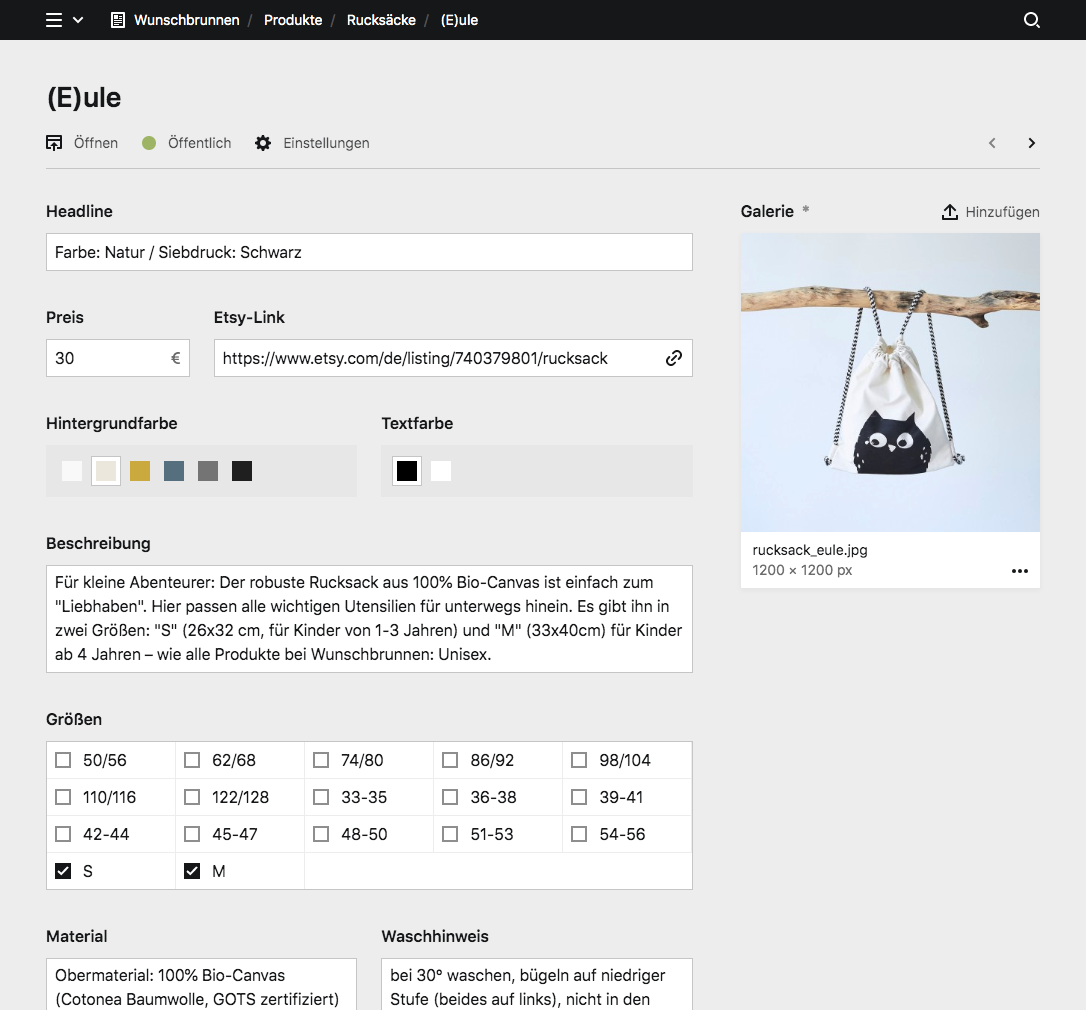 Wunschbrunnen / Produkte / Rucksäcke / (E)ule
(E)ule
Öffnen Öffentlich Einstellungen
Headline
Farbe: Natur / Siebdruck: Schwarz
Preis Etsy-Link
30 € https://www.etsy.com/de/listing/740379801/rucksack
Hintergrundfarbe Textfarbe
Beschreibung
Für kleine Abenteurer: Der robuste Rucksack aus 100% Bio-Canvas ist einfach zum
"Liebhaben". Hier passen alle wichtigen Utensilien für unterwegs hinein. Es gibt ihn in
zwei Größen: "S" (26x32 cm, für Kinder von 1-3 Jahren) und "M" (33x40cm) für Kinder
ab 4 Jahren – wie alle Produkte bei Wunschbrunnen: Unisex.
Größen
50/56 62/68 74/80 86/92 98/104
110/116 122/128 33-35 36-38 39-41
42-44 45-47 48-50 51-53 54-56
S M
Material Waschhinweis
Obermaterial: 100% Bio-Canvas
(Cotonea Baumwolle, GOTS zertifiziert)
bei 30° waschen, bügeln auf niedriger
Stufe (beides auf links), nicht in den
Galerie * Hinzufügen
rucksack_eule.jpg
1200 × 1200 px